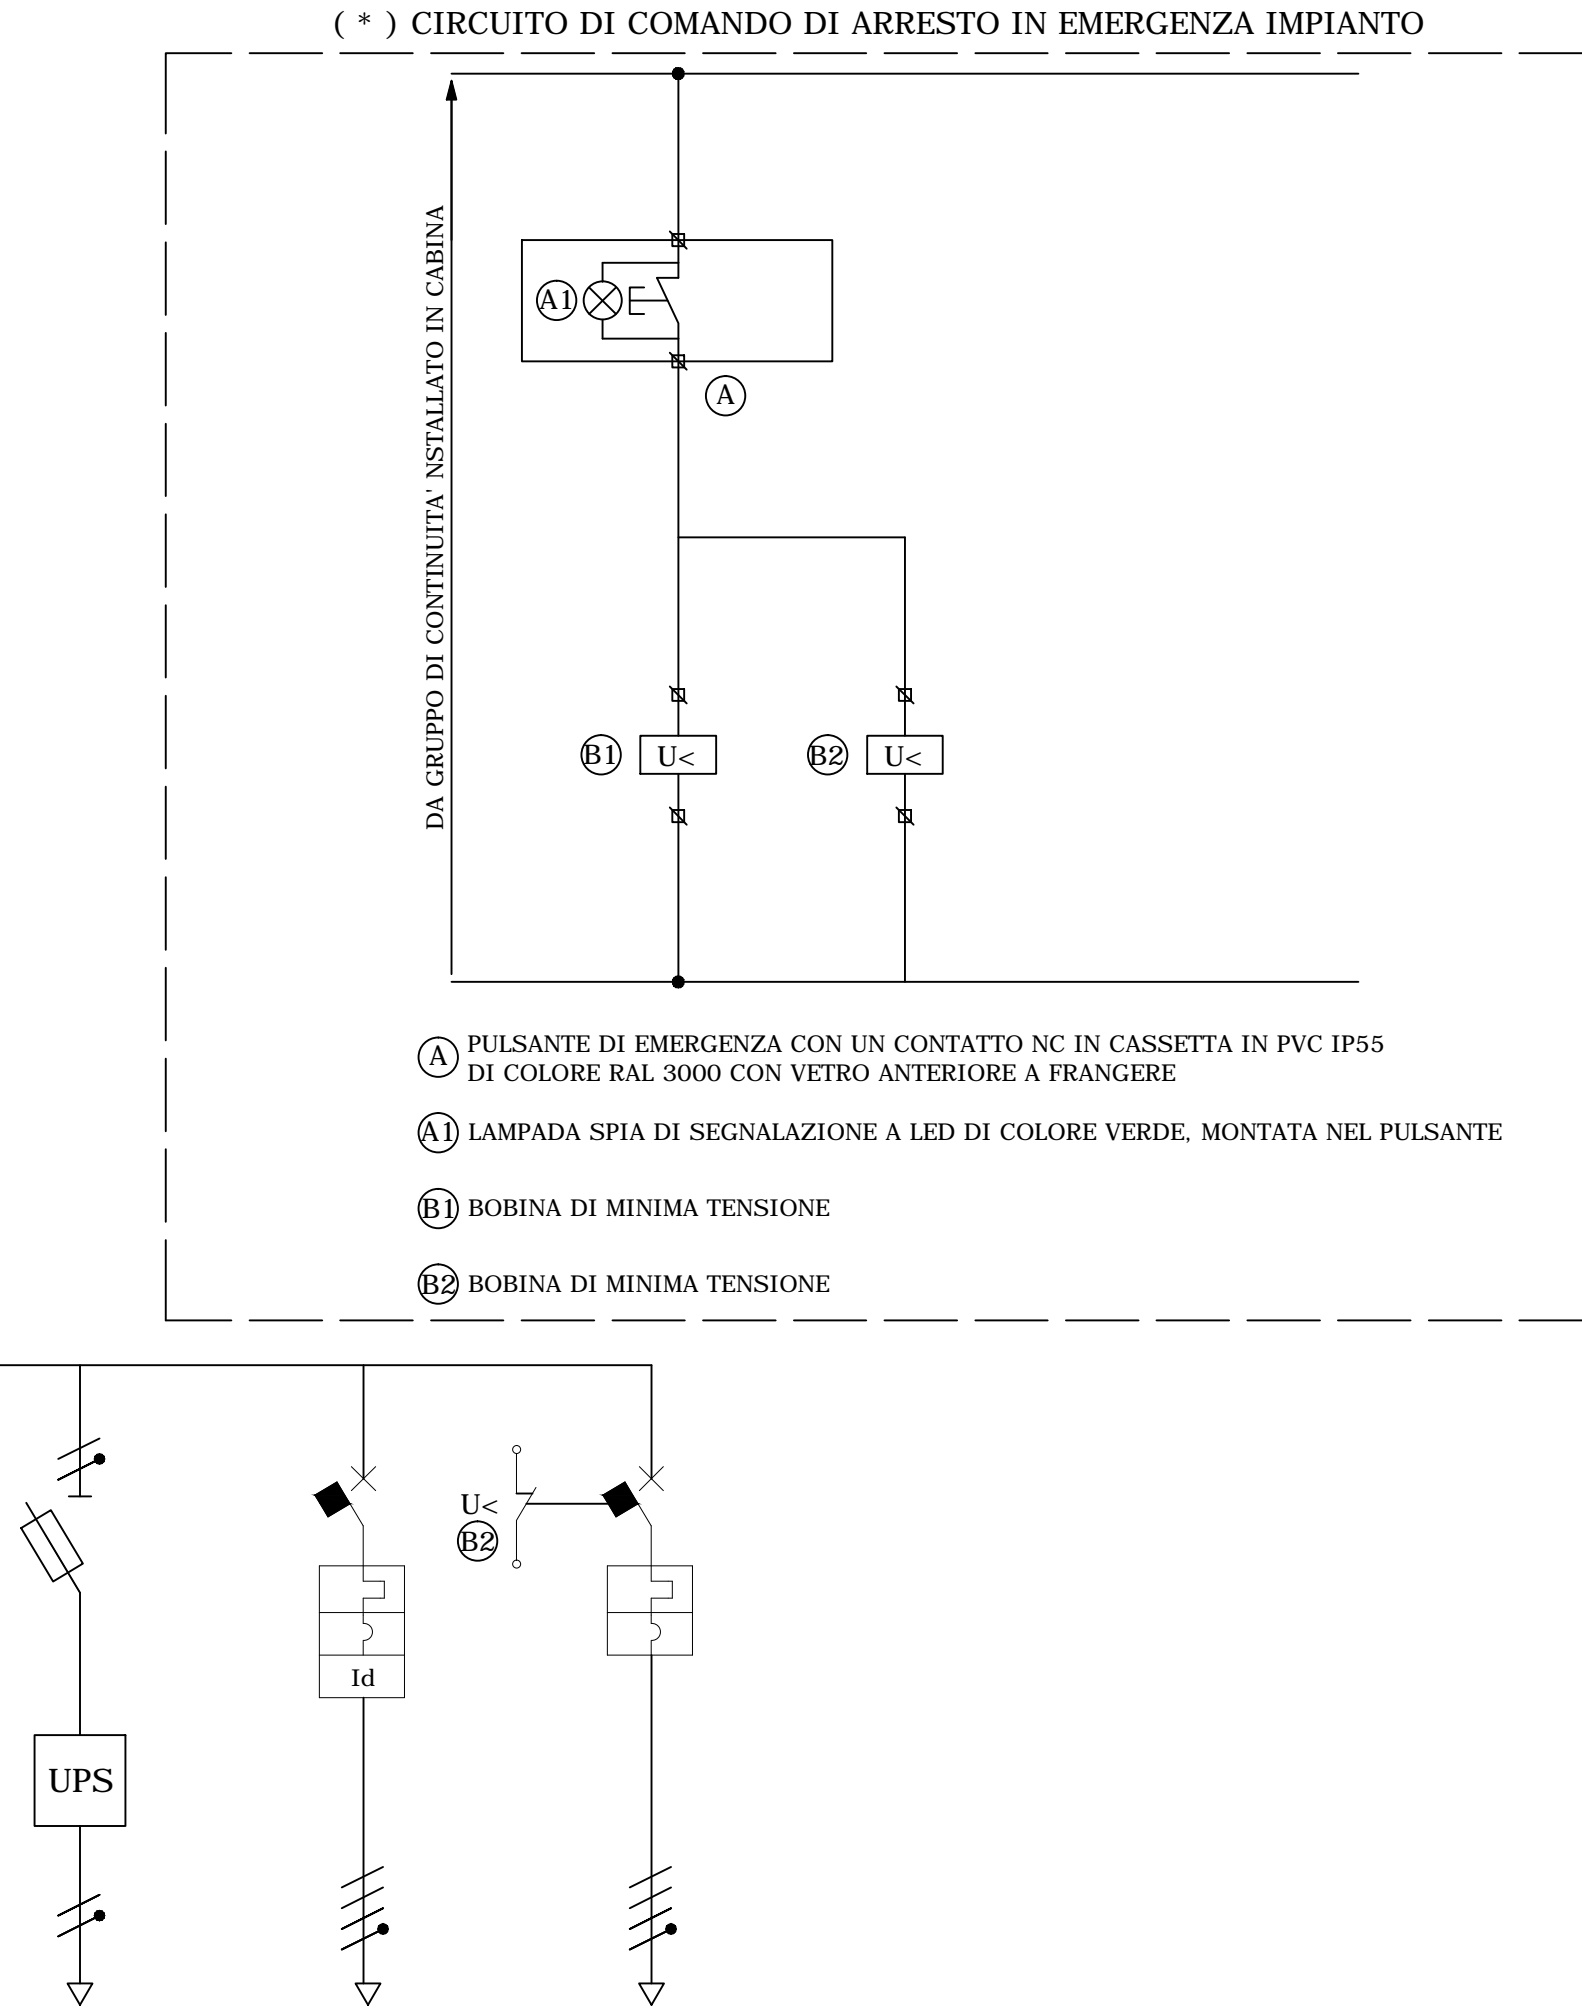 ( * ) CIRCUITO DI COMANDO DI ARRESTO IN EMERGENZA IMPIANTO
DA GRUPPO DI CONTINUITA' NSTALLATO IN CABINA
A1
A
B1
U<
B2
U<
A PULSANTE DI EMERGENZA CON UN CONTATTO NC IN CASSETTA IN PVC IP55
DI COLORE RAL 3000 CON VETRO ANTERIORE A FRANGERE
A1 LAMPADA SPIA DI SEGNALAZIONE A LED DI COLORE VERDE, MONTATA NEL PULSANTE
B1 BOBINA DI MINIMA TENSIONE
B2 BOBINA DI MINIMA TENSIONE
U<
B2
Id
UPS